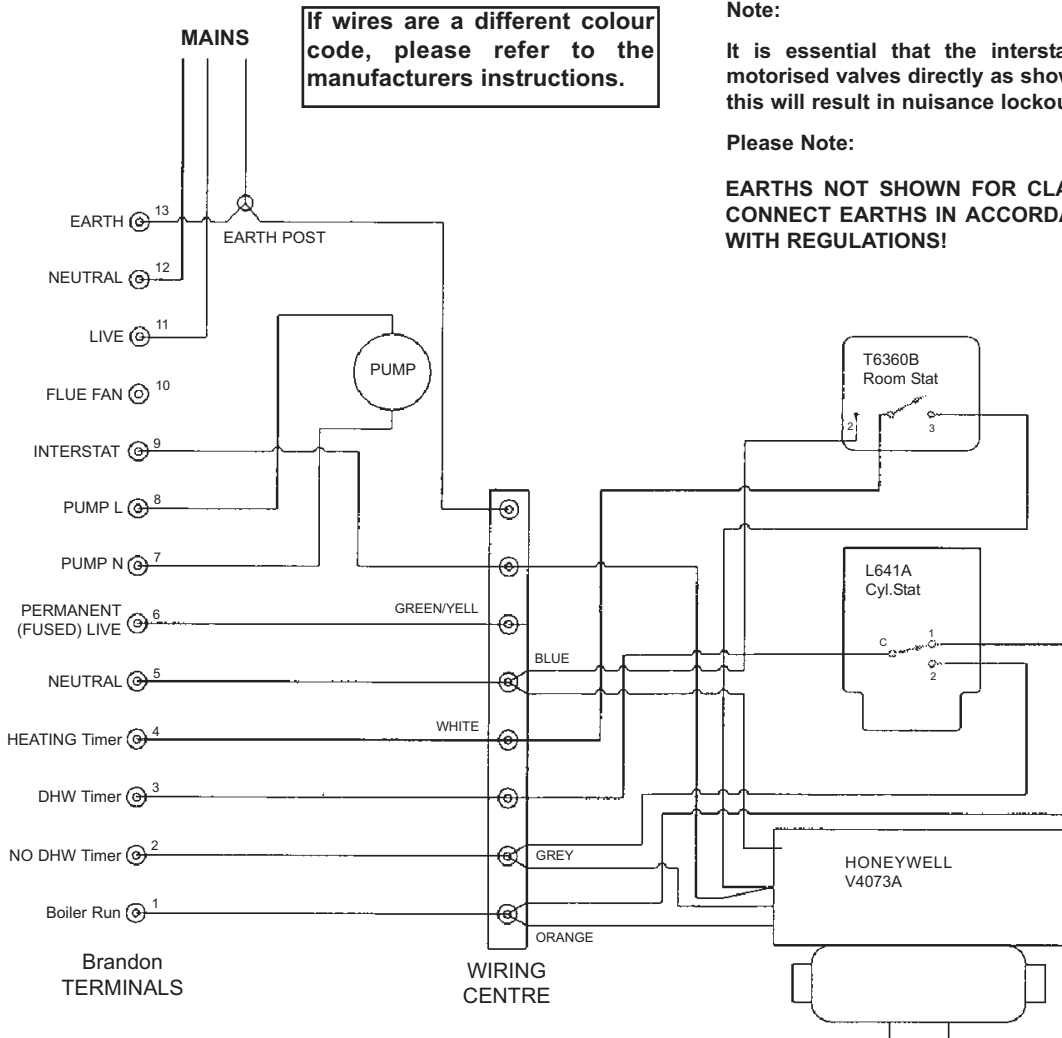 MAINS
If wires are a different colour
code, please refer to the
manufacturers instructions.
Note:
It is essential that the
motorised valves directly as
this will result in nuisance
Please Note:
EARTHS NOT SHOWN FOR
CONNECT EARTHS IN
WITH REGULATIONS!
EARTH 13
EARTH POST
NEUTRAL 12
LIVE 11
FLUE FAN 10
INTERSTAT 9
PUMP L 8
PUMP N 7
PERMANENT
(FUSED) LIVE 6
NEUTRAL 5
HEATING Timer 4
DHW Timer 3
NO DHW Timer 2
Boiler Run 1
Brandon
TERMINALS
PUMP
GREEN/YELL
BLUE
WHITE
GREY
ORANGE
WIRING
CENTRE
T6360B
Room Stat
2
3
L641A
Cyl.Stat
C
1
2
HONEYWELL
V4073A